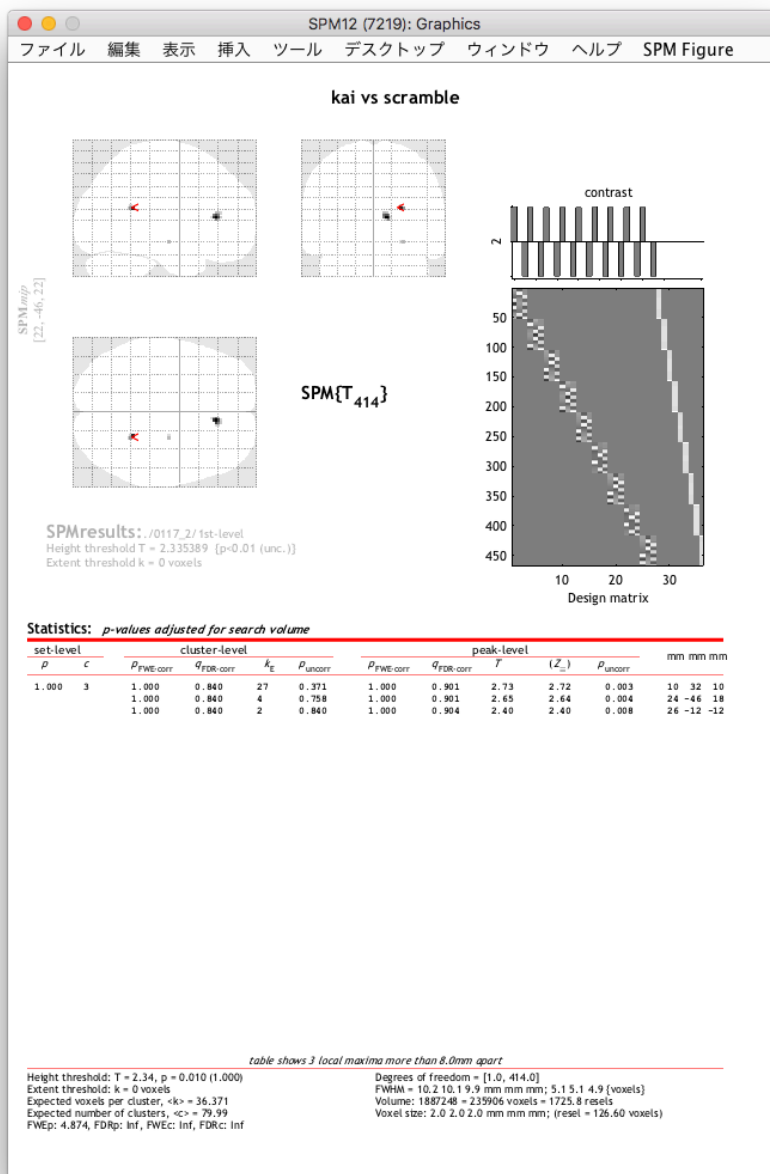 SPM12 (7219): Graphics
ファイル 編集 表示 挿入 ツール デスクトップ ウィンドウ ヘルプ SPM Figure
kai vs scramble
SPMmip
[22, -46, 22]
contrast
2
50
100
150
200
250
300
350
400
450
10 20 30
Design matrix
SPM{T414}
SPMresults: ./0117_2/1st-level
Height threshold T = 2.335389 {p<0.01 (unc.)}
Extent threshold k = 0 voxels
Statistics: p-values adjusted for search volume
set-level cluster-level peak-level mm mm mm
p c pFWE-corr qFDR-corr kE puncorr pFWE-corr qFDR-corr T (Z≡) puncorr
1.000 3 1.000 0.840 27 0.371 1.000 0.901 2.73 2.72 0.003 10 32 10
1.000 0.840 4 0.758 1.000 0.901 2.65 2.64 0.004 24 -46 18
1.000 0.840 2 0.840 1.000 0.904 2.40 2.40 0.008 26 -12 -12
table shows 3 local maxima more than 8.0mm apart
Height threshold: T = 2.34, p = 0.010 (1.000)
Extent threshold: k = 0 voxels
Expected voxels per cluster, <k> = 36.371
Expected number of clusters, <c> = 79.99
FWEp: 4.874, FDRp: Inf, FWEc: Inf, FDRc: Inf
Degrees of freedom = [1.0, 414.0]
FWHM = 10.2 10.1 9.9 mm mm mm; 5.1 5.1 4.9 {voxels}
Volume: 1887248 = 235906 voxels = 1725.8 resels
Voxel size: 2.0 2.0 2.0 mm mm mm; (resel = 126.60 voxels)